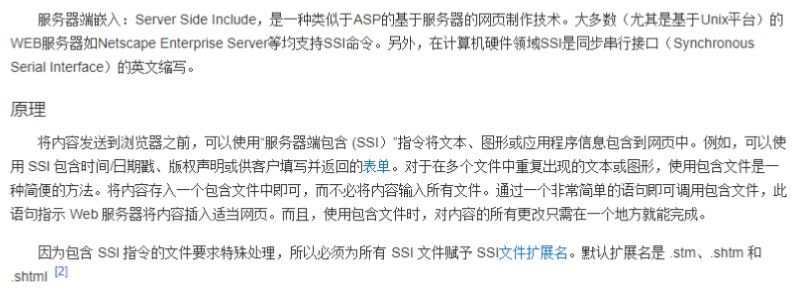 服务器端嵌入：Server Side Include，是一种类似于ASP的基于服务器的网页制作技术。大多数（尤其是基于Unix平台）的
WEB服务器如Netscape Enterprise Server等均支持SSI命令。另外，在计算机硬件领域SSI是同步串行接口（Synchronous
Serial Interface）的英文缩写。
原理
将内容发送到浏览器之前，可以使用“服务器端包含 (SSI）”指令将文本、图形或应用程序信息包含到网页中。例如，可以使
用 SSI 包含时间/日期戳、版权声明或供客户填写并返回的表单。对于在多个文件中重复出现的文本或图形，使用包含文件是一
种简便的方法。将内容存入一个包含文件中即可，而不必将内容输入所有文件。通过一个非常简单的语句即可调用包含文件，此
语句指示 Web 服务器将内容插入适当网页。而且，使用包含文件时，对内容的所有更改只需在一个地方就能完成。
因为包含 SSI 指令的文件要求特殊处理，所以必须为所有 SSI 文件赋予 SSI文件扩展名。默认扩展名是 .stm、.shtm 和
.shtml [2]